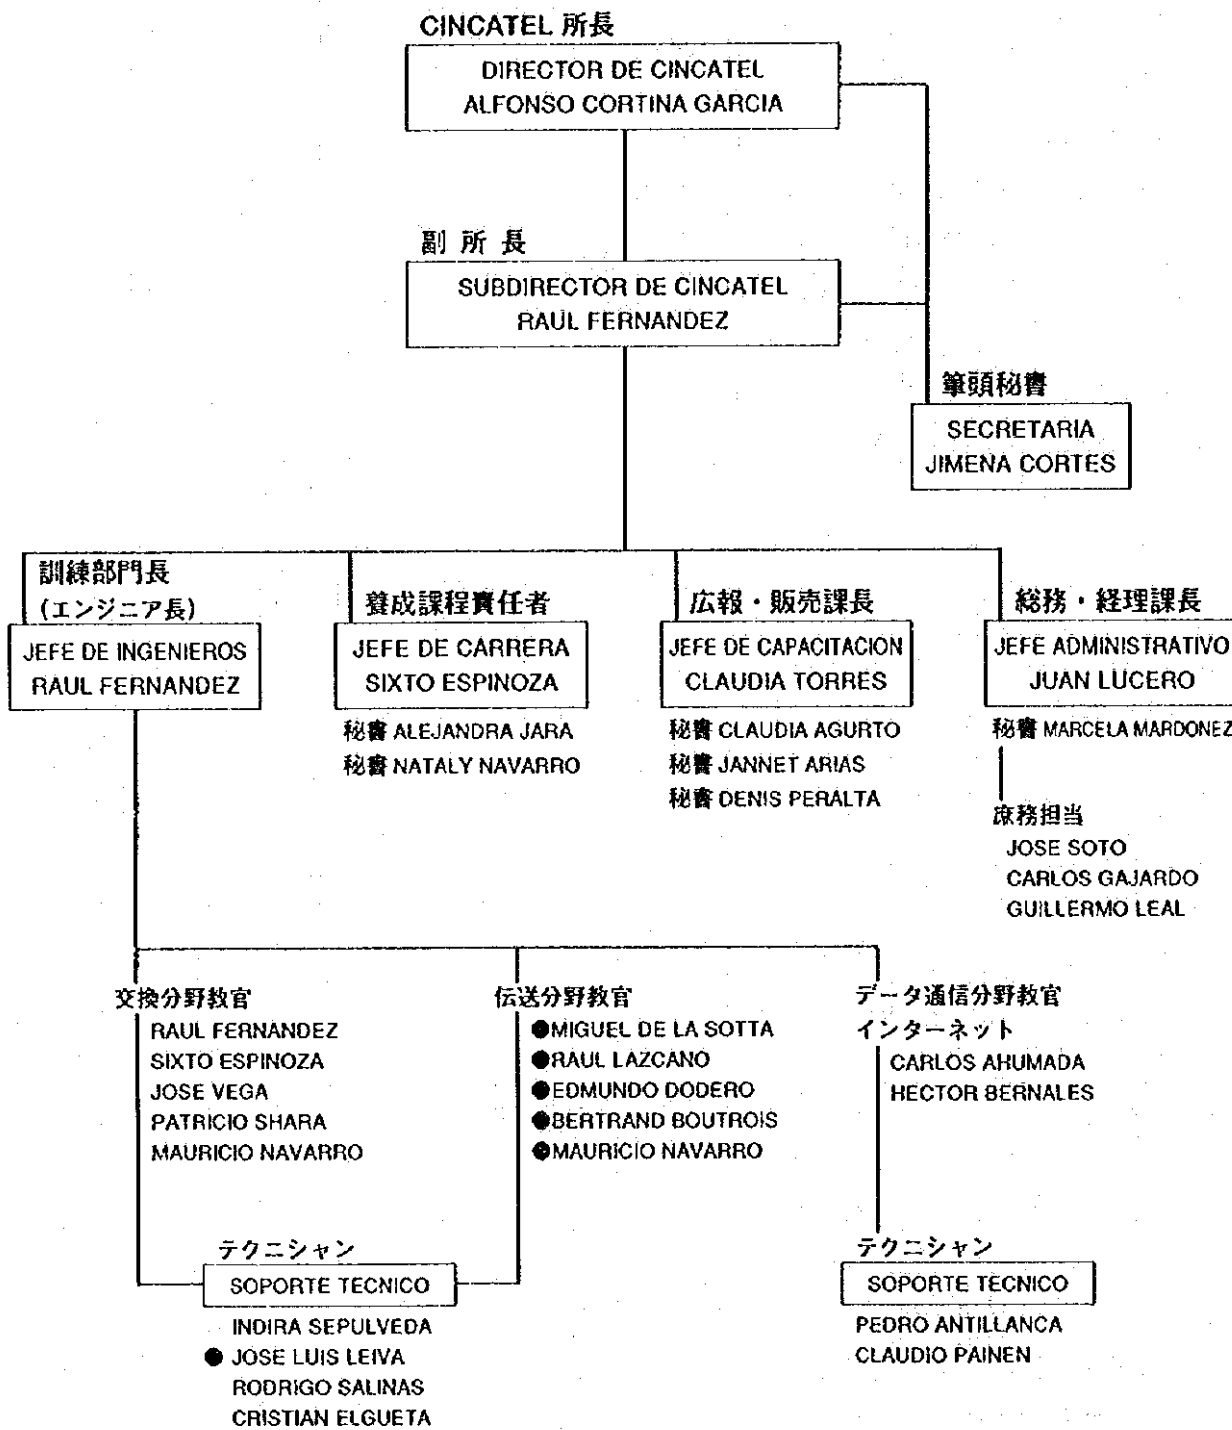 CINCATEL 所長
DIRECTOR DE CINCATEL
ALFONSO CORTINA GARCIA
副所長
SUBDIRECTOR DE CINCATEL
RAUL FERNANDEZ
筆頭秘書
SECRETARIA
JIMENA CORTES
訓練部門長
(エンジニア長)
JEFE DE INGENIEROS
RAUL FERNANDEZ
養成課程責任者
JEFE DE CARRERA
SIXTO ESPINOZA
秘書 ALEJANDRA JARA
秘書 NATALY NAVARRO
広報・販売課長
JEFE DE CAPACITACION
CLAUDIA TORRES
秘書 CLAUDIA AGURTO
秘書 JANNET ARIAS
秘書 DENIS PERALTA
総務・経理課長
JEFE ADMINISTRATIVO
JUAN LUCERO
秘書 MARCELA MARDONEZ
庶務担当
JOSE SOTO
CARLOS GAJARDO
GUILLERMO LEAL
交換分野教官
RAUL FERNANDEZ
SIXTO ESPINOZA
JOSE VEGA
PATRICIO SHARA
MAURICIO NAVARRO
伝送分野教官
●MIGUEL DE LA SOTTA
●RAUL LAZCANO
●EDMUNDO DODERO
●BERTRAND BOUTROIS
●MAURICIO NAVARRO
データ通信分野教官
インターネット
CARLOS AHUMADA
HECTOR BERNALES
テクニシャン
SOPORTE TECNICO
INDIRA SEPULVEDA
● JOSE LUIS LEIVA
RODRIGO SALINAS
CRISTIAN ELGUETA
テクニシャン
SOPORTE TECNICO
PEDRO ANTILLANCA
CLAUDIO PAINEN